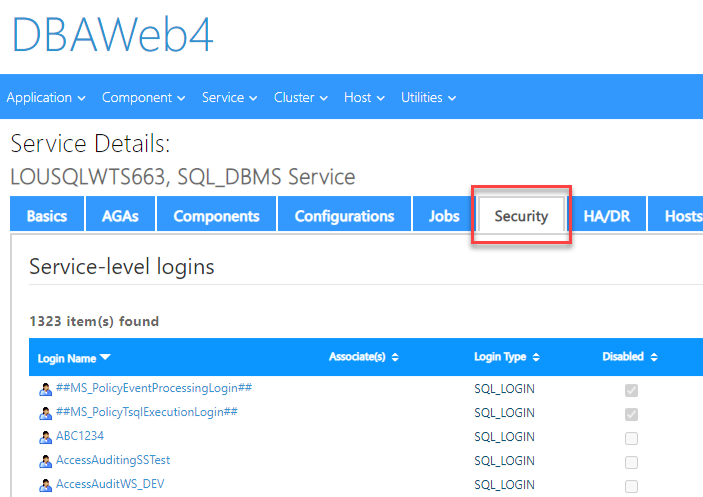 DBAWeb4
Application Component Service Cluster Host Utilities
Service Details:
LOUSQLWTS663, SQL_DBMS Service
Basics AGAs Components Configurations Jobs Security HA/DR Hosts
Service-level logins
1323 item(s) found
Login Name Associate(s) Login Type Disabled
##MS_PolicyEventProcessingLogin## SQL_LOGIN
##MS_PolicyTsqlExecutionLogin## SQL_LOGIN
ABC1234 SQL_LOGIN
AccessAuditingSSTest SQL_LOGIN
AccessAuditWS_DEV SQL_LOGIN